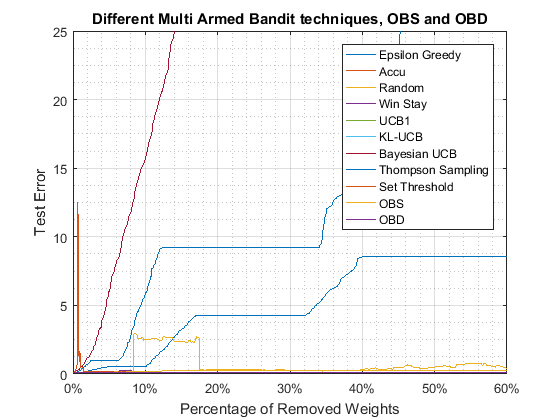 Different Multi Armed Bandit techniques, OBS and OBD
25
20
15
10
5
0
Test Error
Epsilon Greedy
Accu
Random
Win Stay
UCB1
KL-UCB
Bayesian UCB
Thompson Sampling
Set Threshold
OBS
OBD
0% 10% 20% 30% 40% 50% 60%
Percentage of Removed Weights